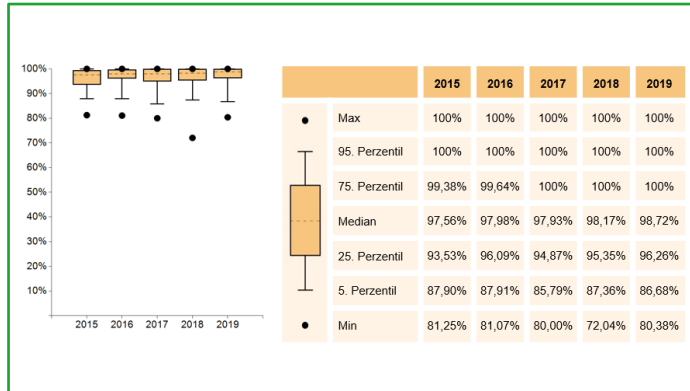 100%
90%
80%
70%
60%
50%
40%
30%
20%
10%
2015 2016 2017 2018 2019
2015 2016 2017 2018 2019
Max 100% 100% 100% 100% 100%
95. Perzentil 100% 100% 100% 100% 100%
75. Perzentil 99,38% 99,64% 100% 100% 100%
Median 97,56% 97,98% 97,93% 98,17% 98,72%
25. Perzentil 93,53% 96,09% 94,87% 95,35% 96,26%
5. Perzentil 87,90% 87,91% 85,79% 87,36% 86,68%
Min 81,25% 81,07% 80,00% 72,04% 80,38%